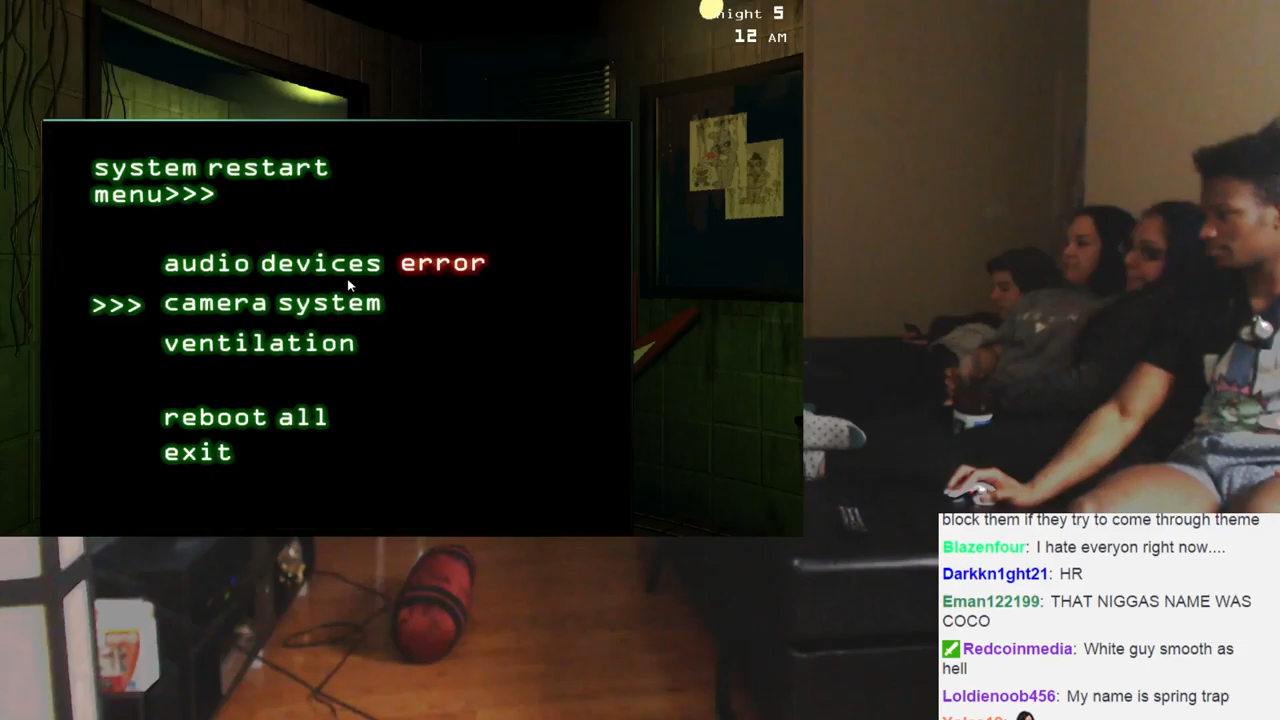 night 5
12 AM
system restart
menu>>>
audio devices error
>>> camera system
ventilation
reboot all
exit
block them if they try to come through theme
Blazenfour: I hate everyon right now....
Darkkn1ght21: HR
Eman122199: THAT NIGGAS NAME WAS
COCO
Redcoinmedia: White guy smooth as
hell
Loldienoob456: My name is spring trap